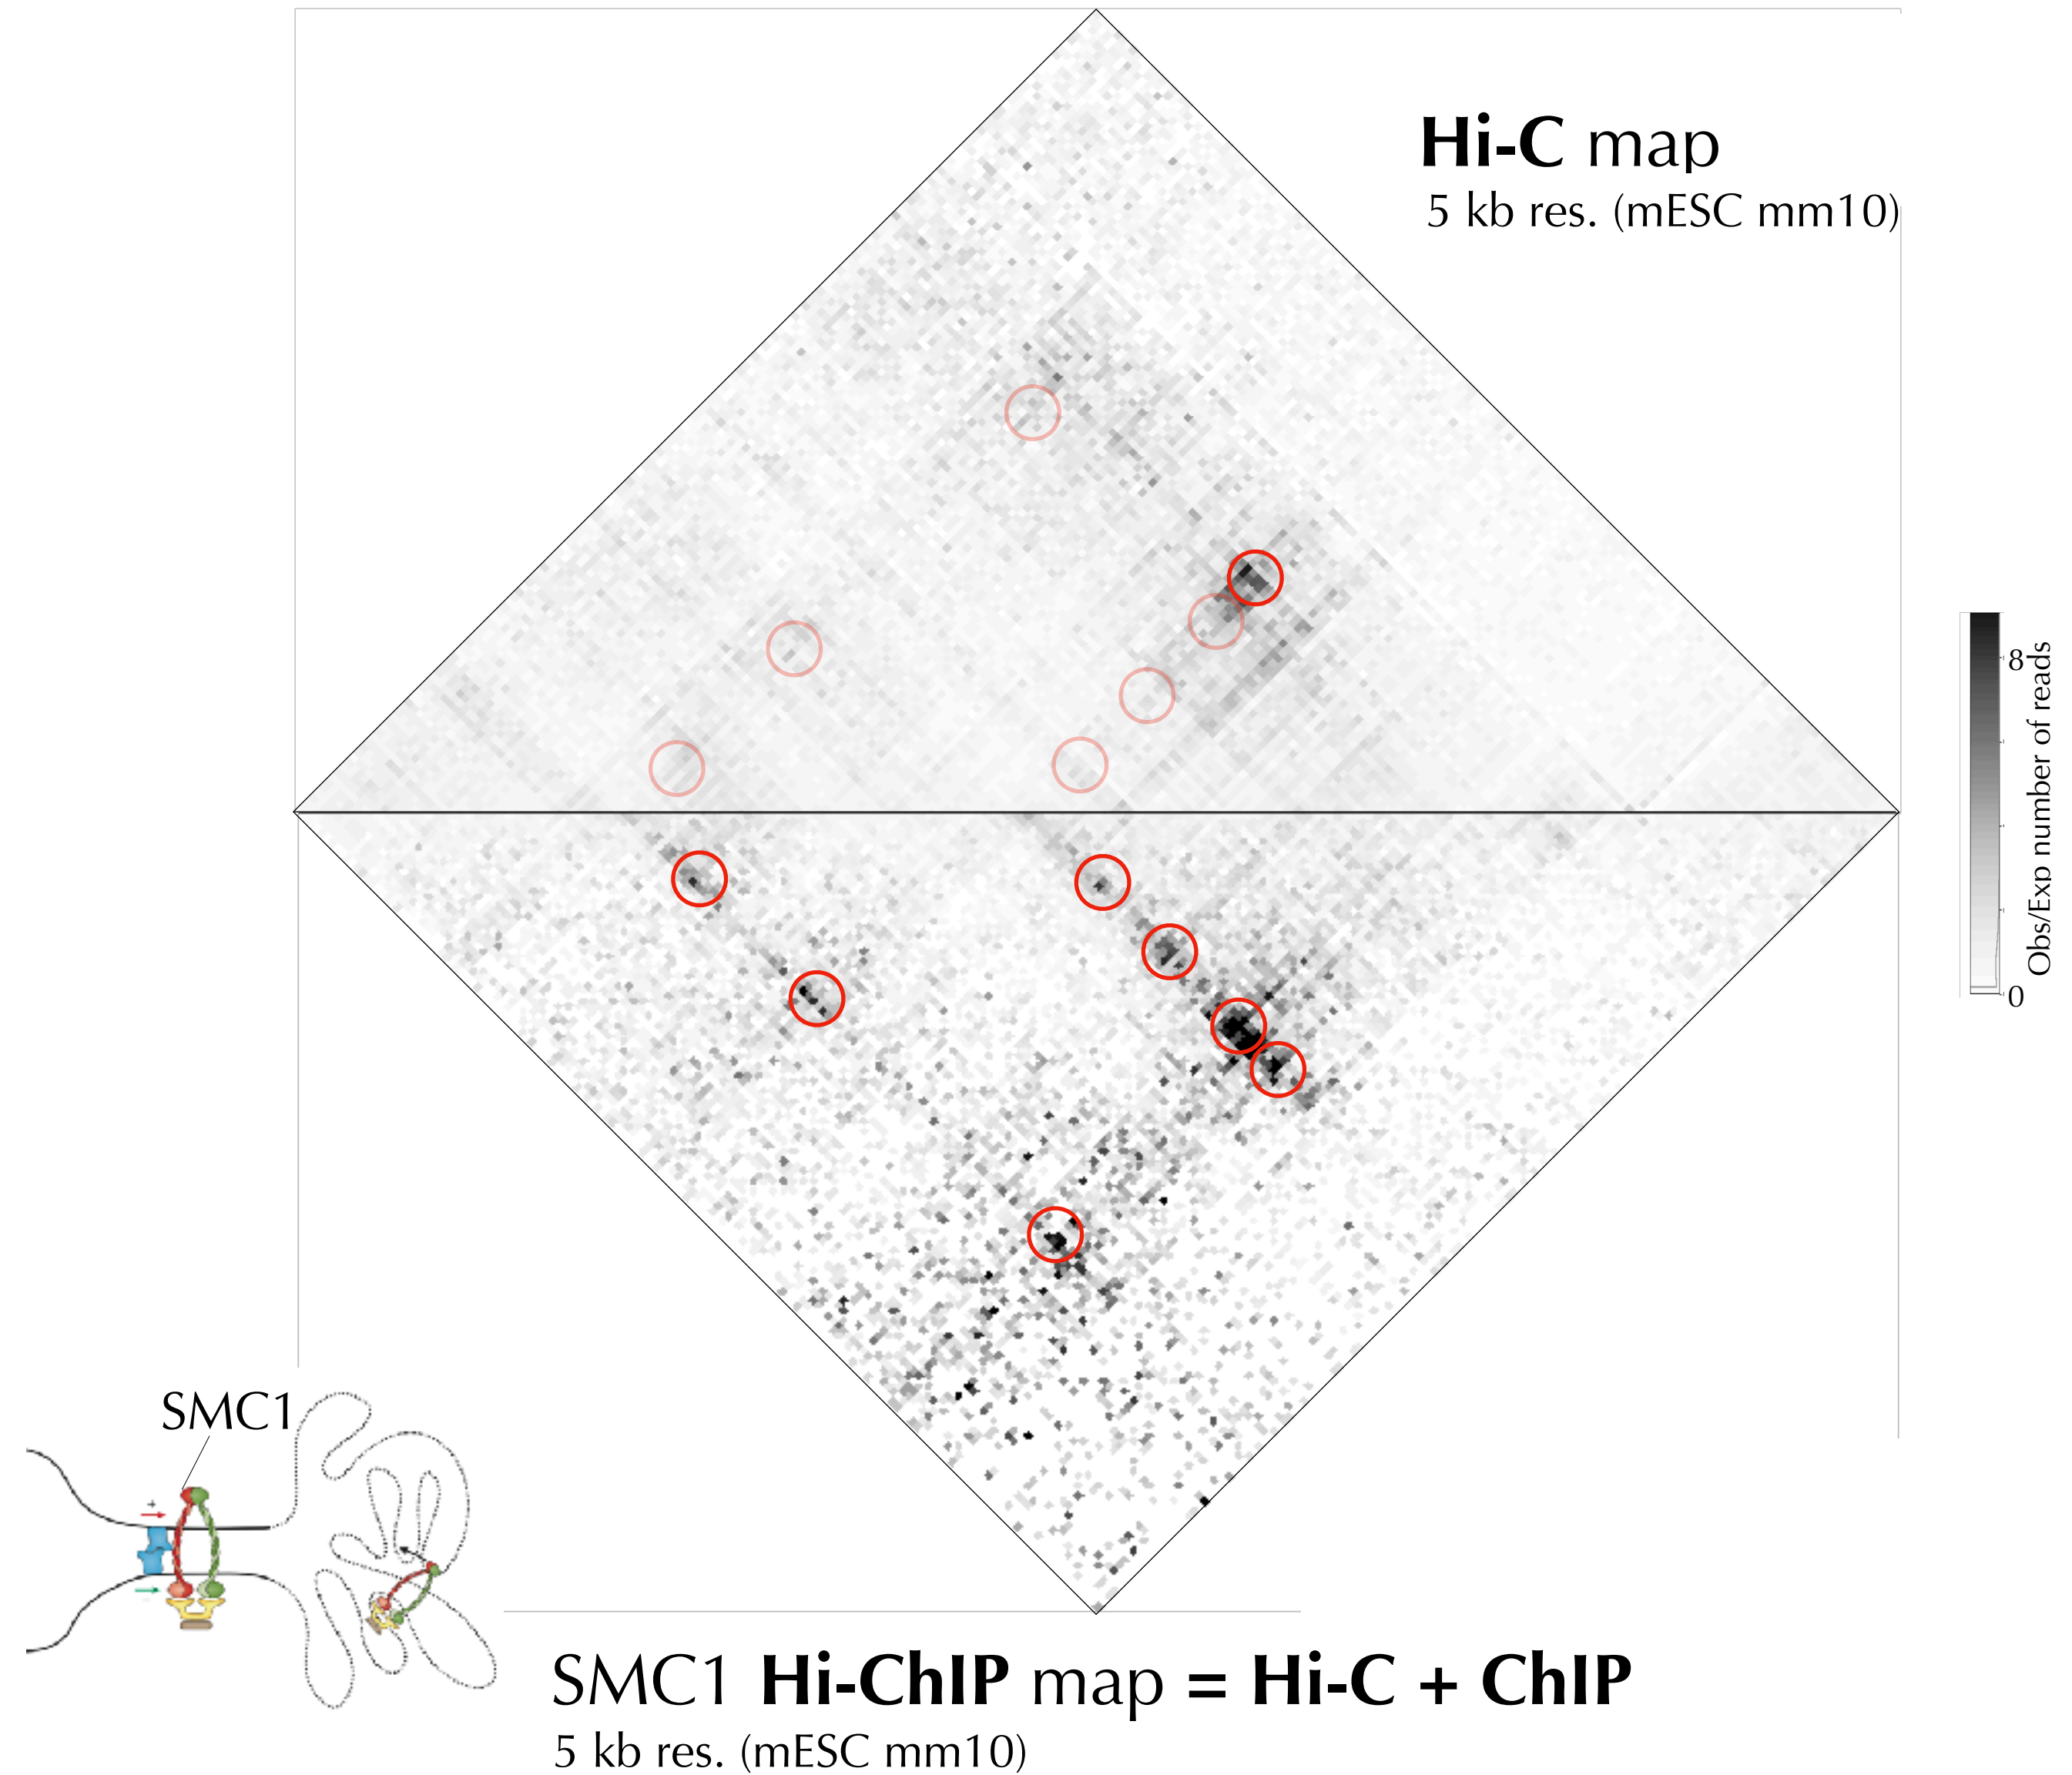 Hi-C map
5 kb res. (mESC mm10)
8
Obs/Exp number of reads
0
SMC1
+
SMC1 Hi-ChIP map = Hi-C + ChIP
5 kb res. (mESC mm10)